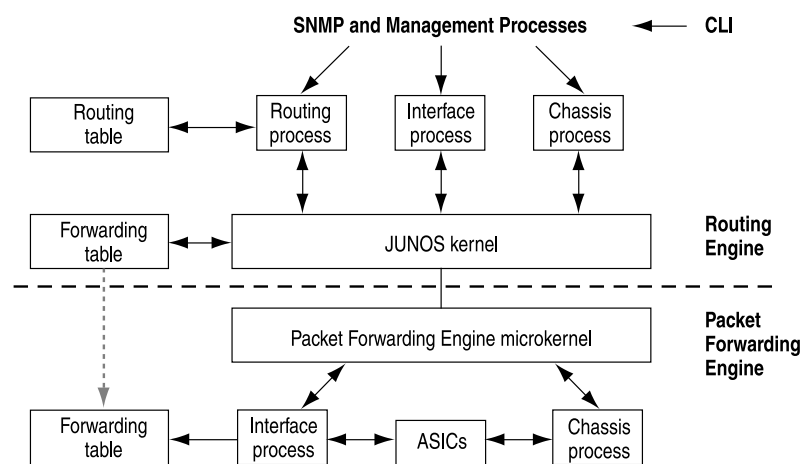 SNMP and Management Processes
CLI
Routing
table
Routing
process
Interface
process
Chassis
process
Forwarding
table
JUNOS kernel
Routing
Engine
Packet Forwarding Engine microkernel
Packet
Forwarding
Engine
Forwarding
table
Interface
process
ASICs
Chassis
process